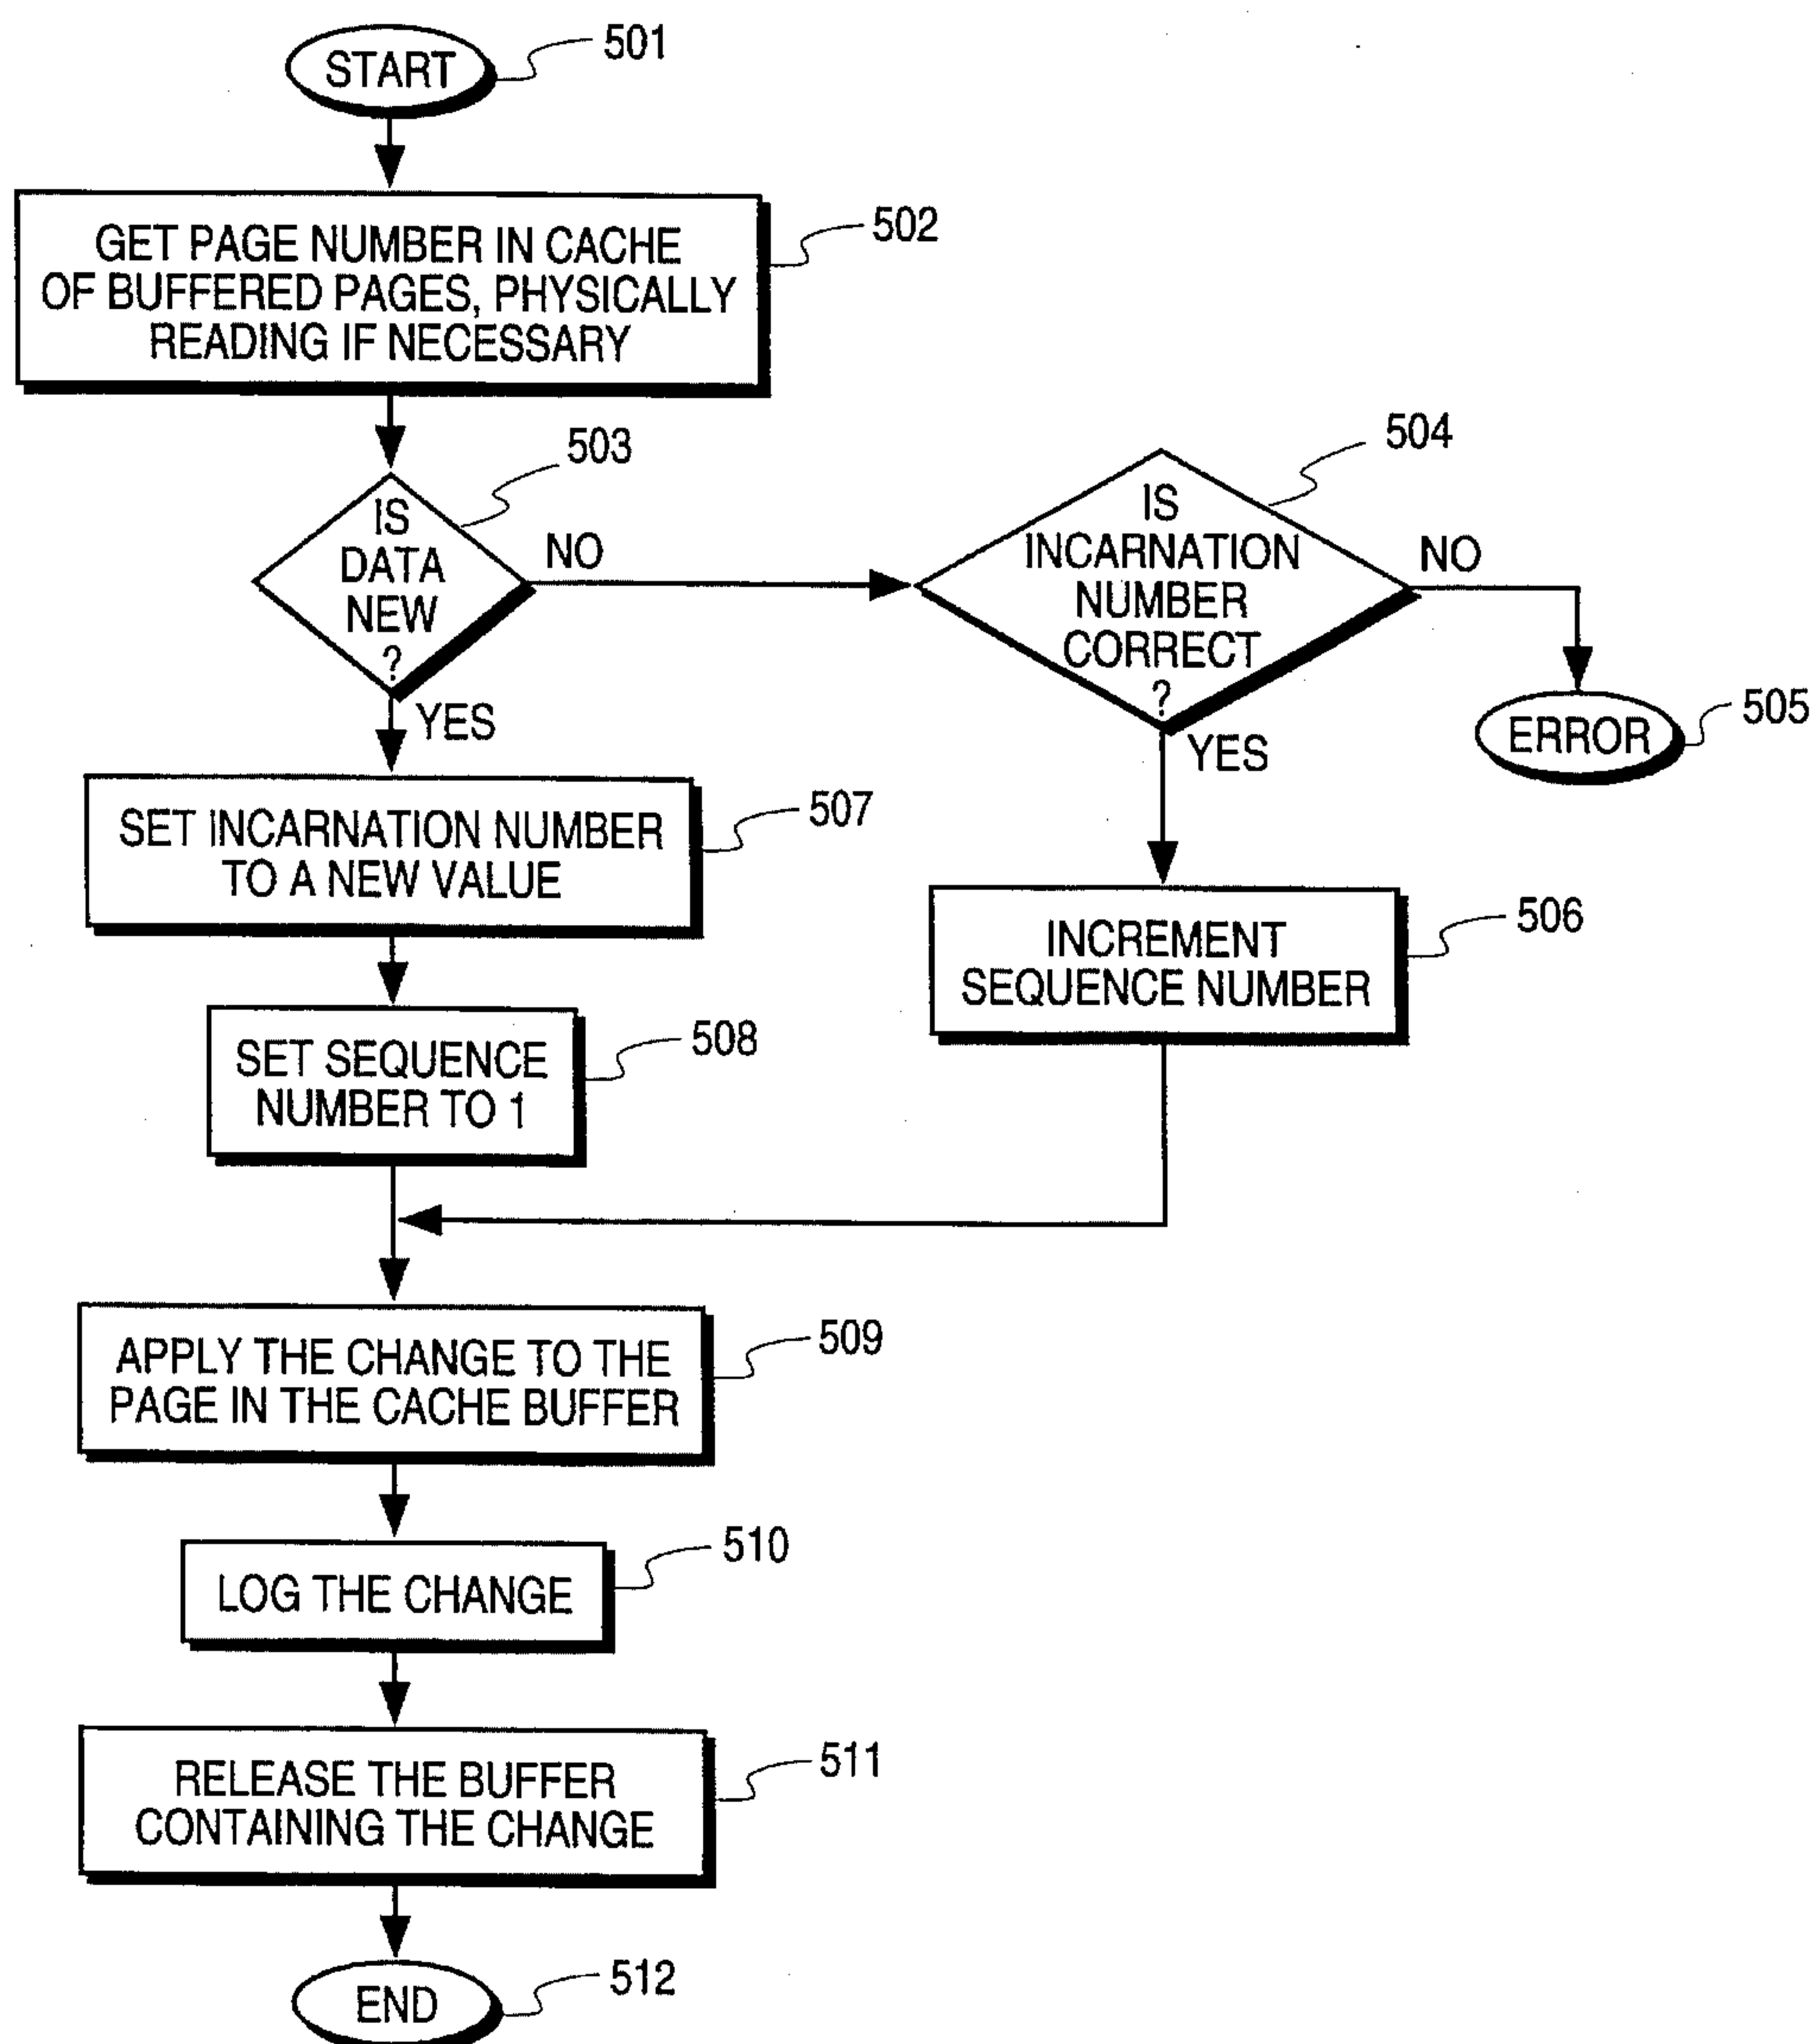 START
501
GET PAGE NUMBER IN CACHE
OF BUFFERED PAGES, PHYSICALLY
READING IF NECESSARY
502
503
IS
DATA
NEW
?
NO
YES
504
IS
INCARNATION
NUMBER
CORRECT
?
NO
YES
ERROR
505
SET INCARNATION NUMBER
TO A NEW VALUE
507
INCREMENT
SEQUENCE NUMBER
506
SET SEQUENCE
NUMBER TO 1
508
APPLY THE CHANGE TO THE
PAGE IN THE CACHE BUFFER
509
LOG THE CHANGE
510
RELEASE THE BUFFER
CONTAINING THE CHANGE
511
END
512